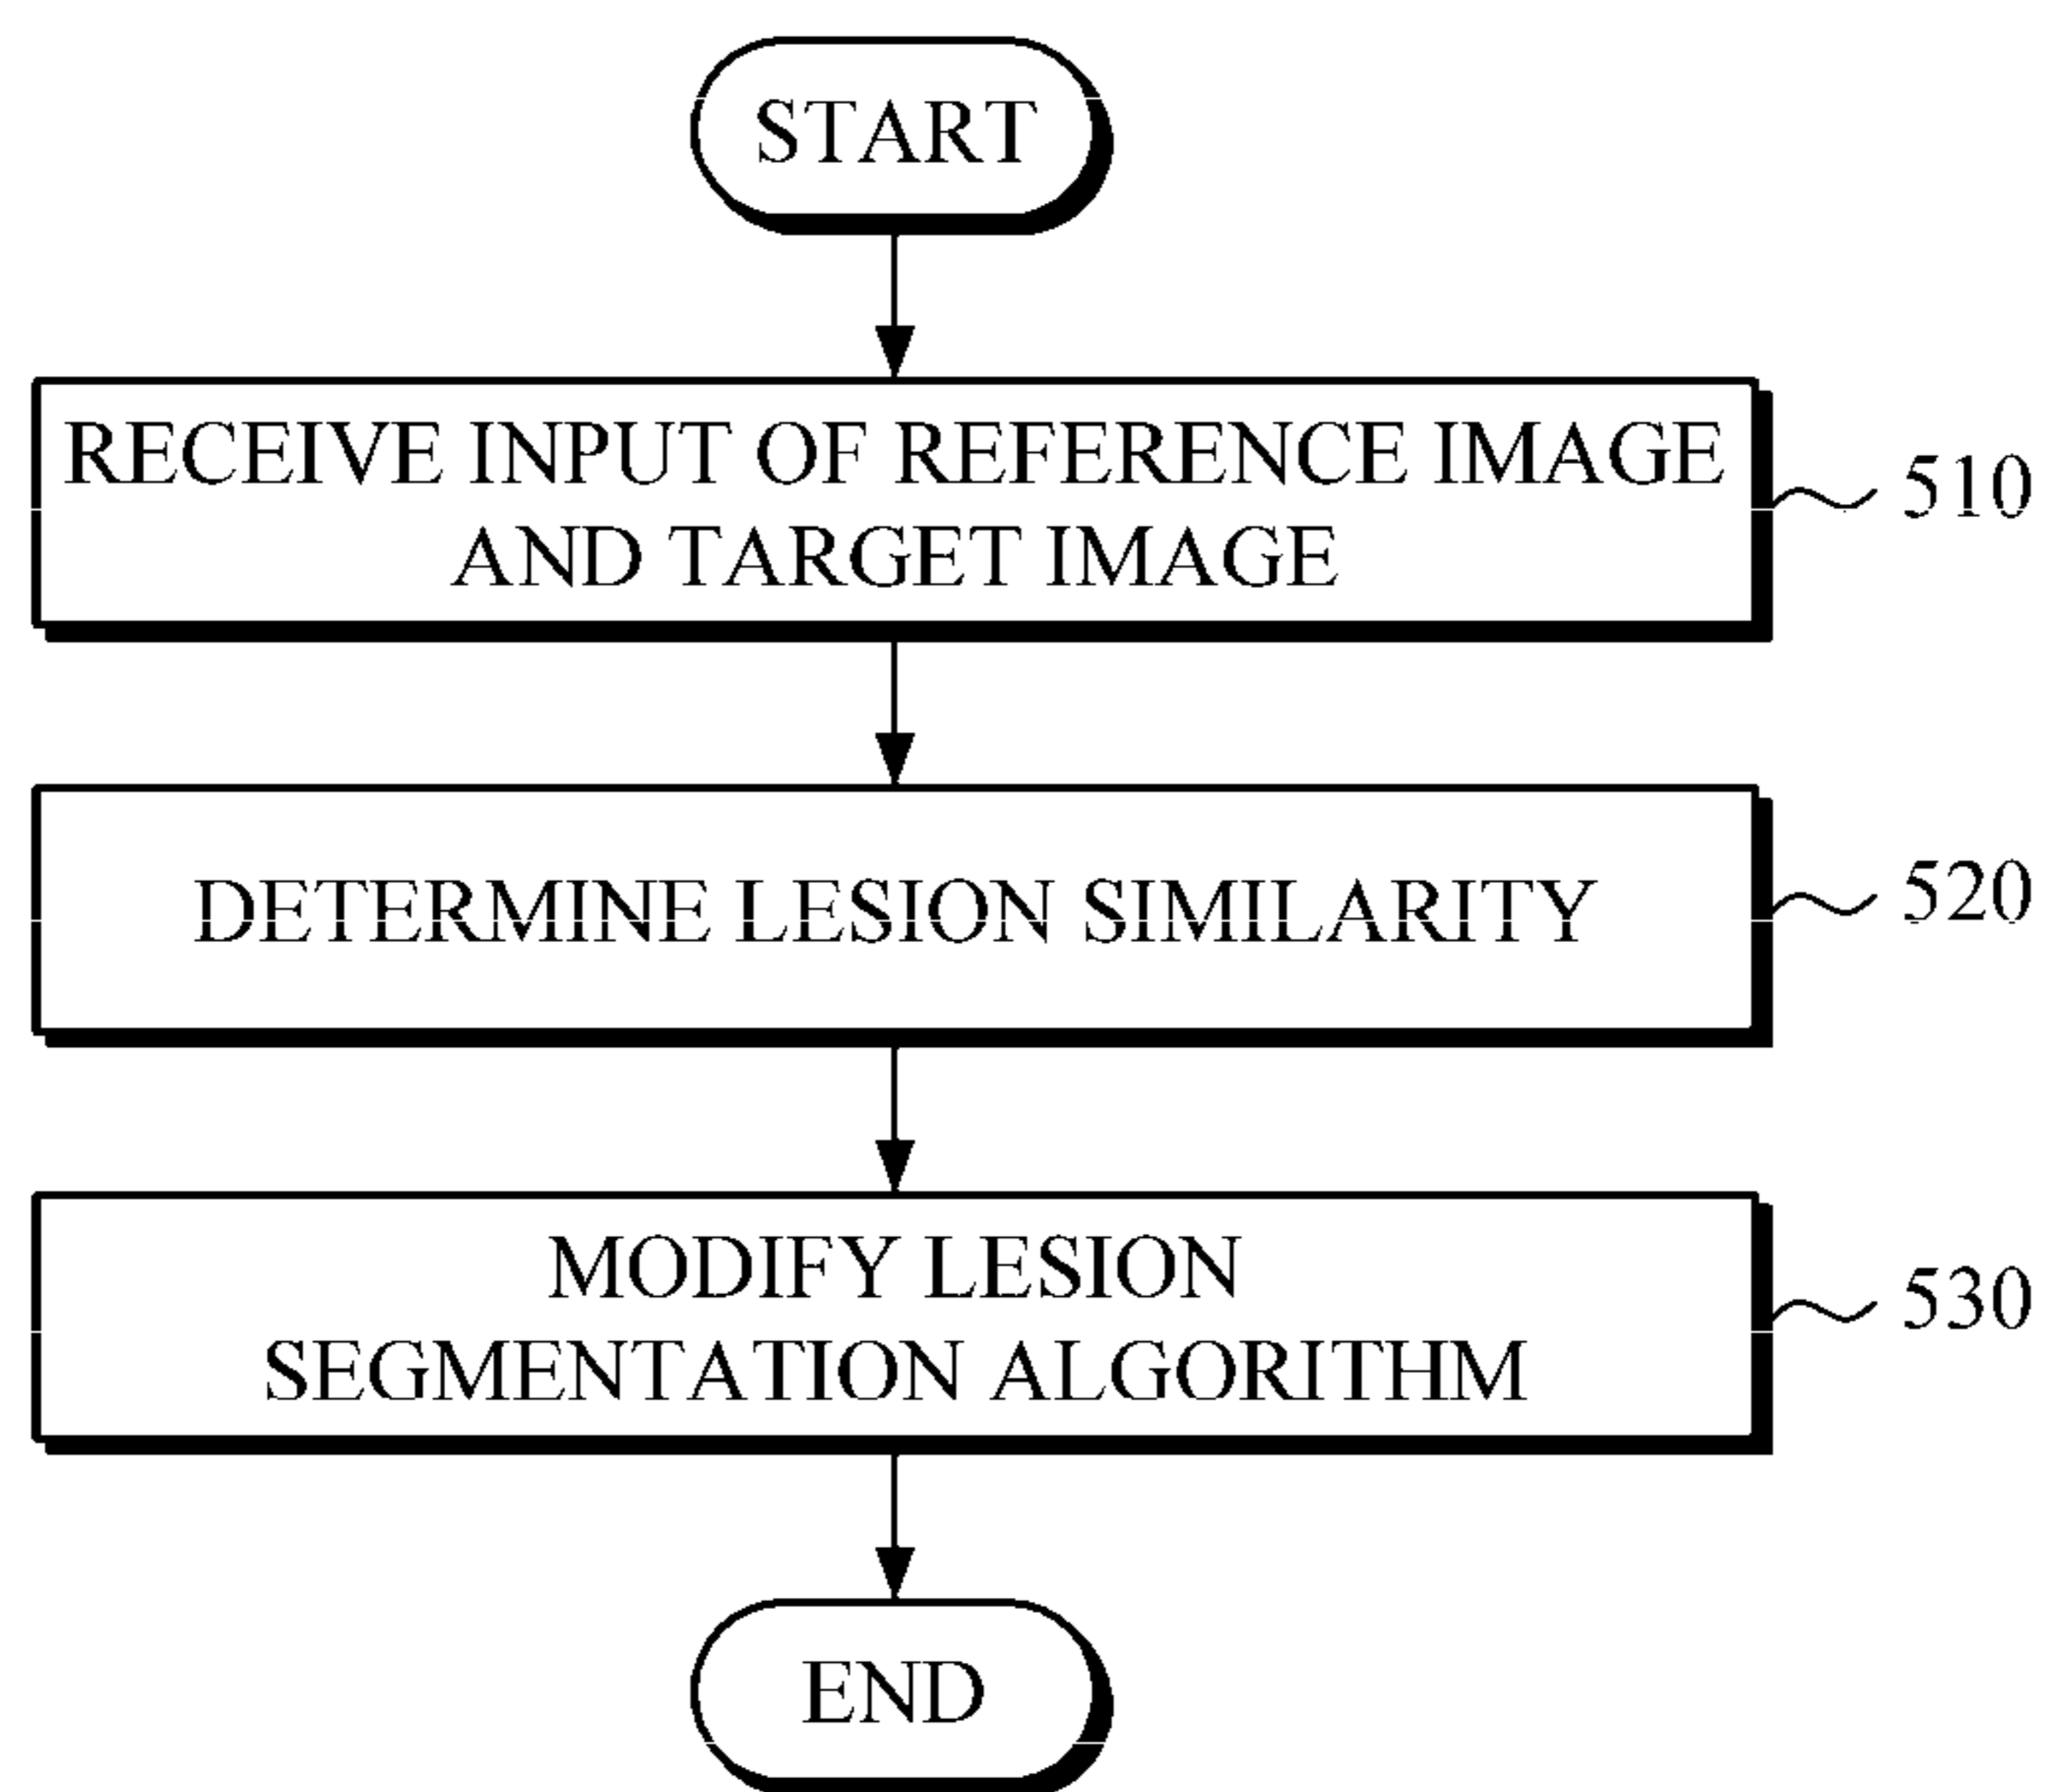 START
RECEIVE INPUT OF REFERENCE IMAGE
AND TARGET IMAGE
510
DETERMINE LESION SIMILARITY
520
MODIFY LESION
SEGMENTATION ALGORITHM
530
END